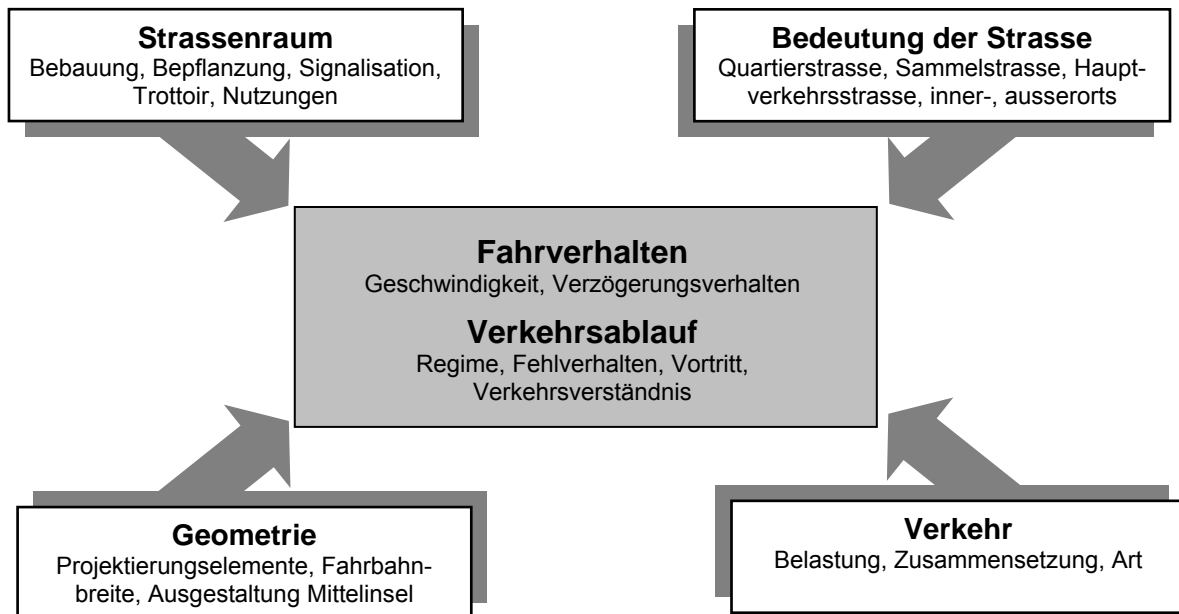 Strassenraum
Bebauung, Bepflanzung, Signalisation,
Trottoir, Nutzungen
Bedeutung der Strasse
Quartierstrasse, Sammelstrasse, Haupt-
verkehrsstrasse, inner-, ausserorts
Fahrverhalten
Geschwindigkeit, Verzögerungsverhalten
Verkehrsablauf
Regime, Fehlverhalten, Vortritt,
Verkehrsverständnis
Geometrie
Projektierungselemente, Fahrbahn-
breite, Ausgestaltung Mittelinsel
Verkehr
Belastung, Zusammensetzung, Art